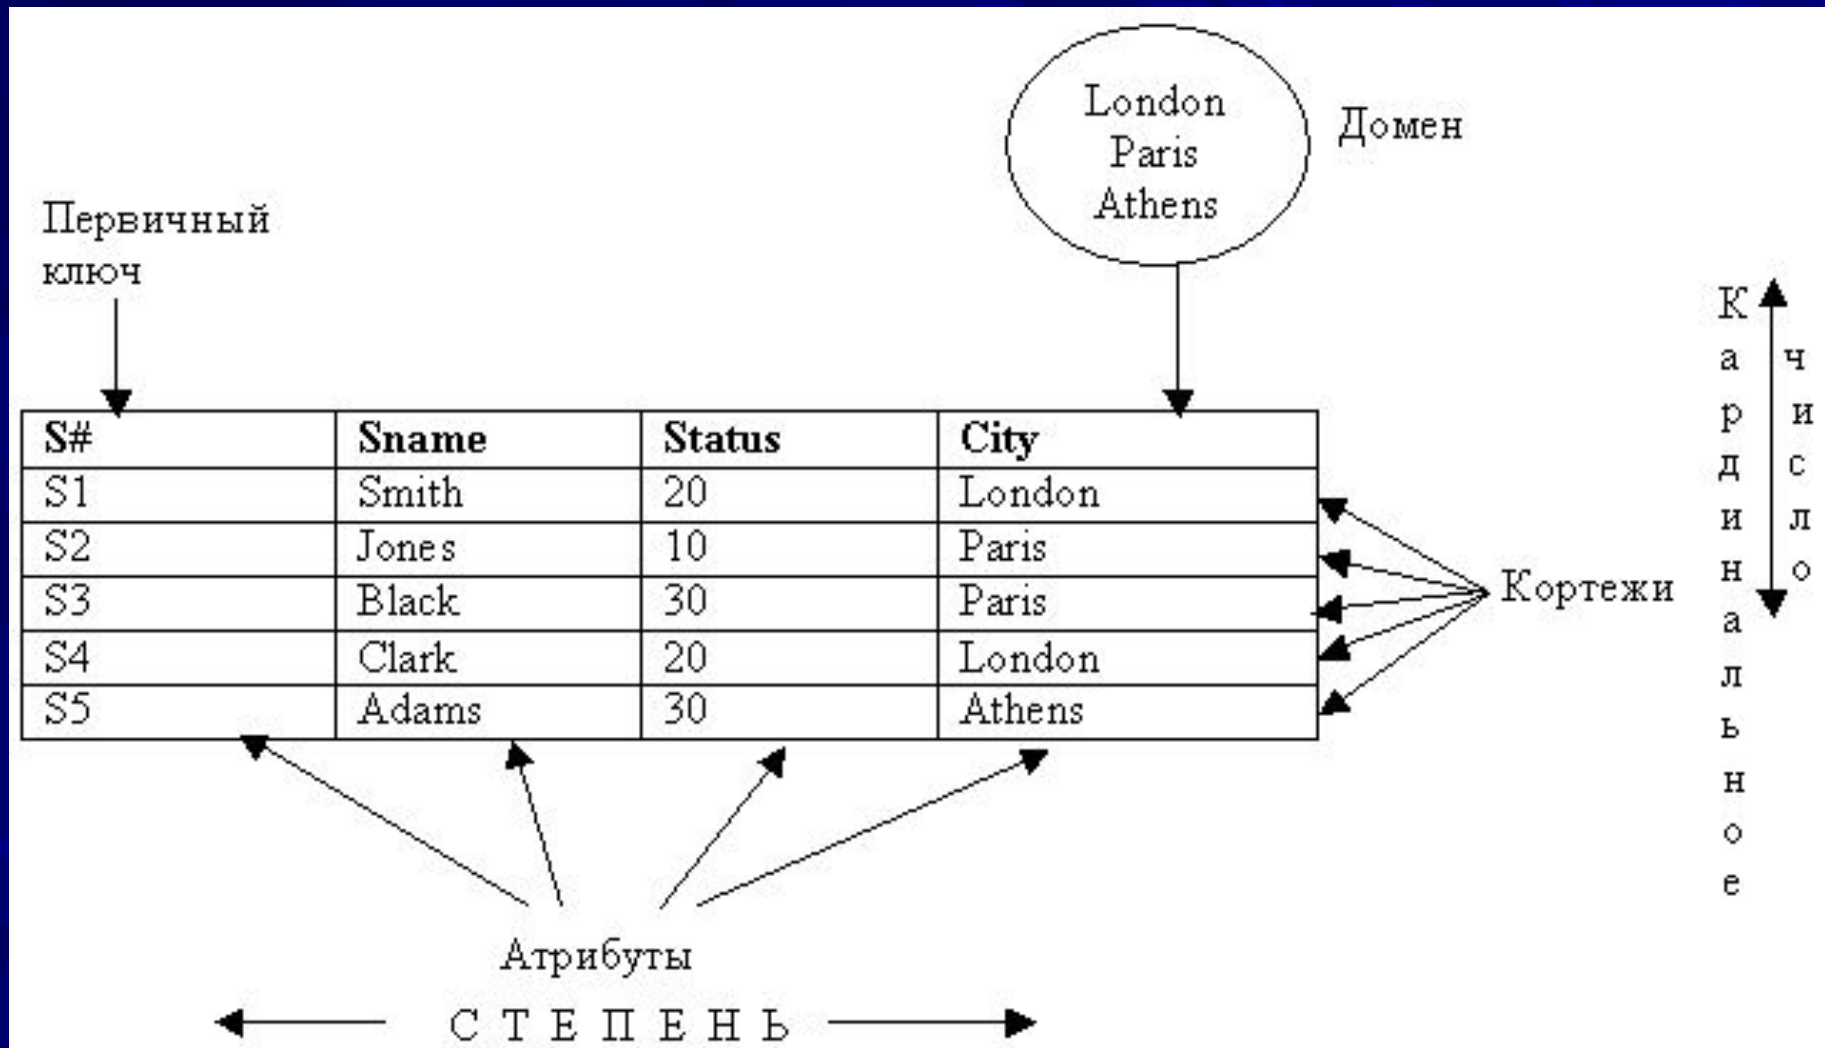 London
Paris
Athens
Домен
Первичный
ключ
S# Sname Status City
S1 Smith 20 London
S2 Jones 10 Paris
S3 Black 30 Paris
S4 Clark 20 London
S5 Adams 30 Athens
Кортежи
Кардинальное
число
Атрибуты
С Т Е П Е Н Ь